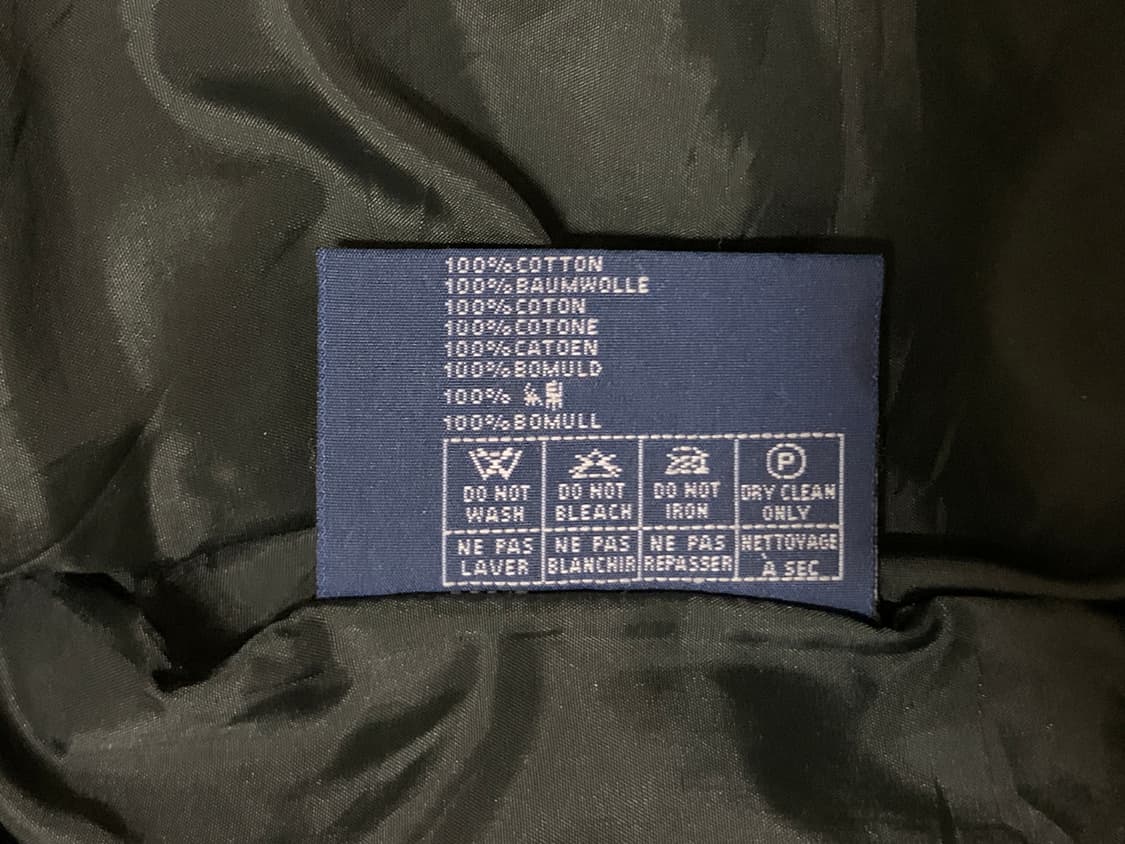 100% COTTON
100% BAUMWOLLE
100% COTON
100% COTONE
100% CATOEN
100% BOMULD
100%
100% BOMULL
DO NOT
WASH
DO NOT
BLEACH
DO NOT
IRON
P
DRY CLEAN
ONLY
NE PAS
LAVER
NE PAS
BLANCHIR
NE PAS
REPASSER
NETTOYAGE
À SEC